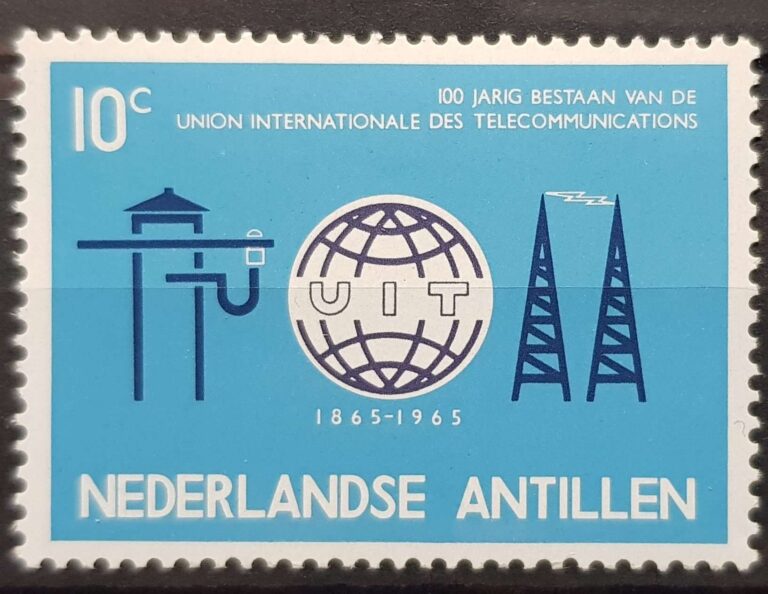 10c
100 JARIG BESTAAN VAN DE
UNION INTERNATIONALE DES TELECOMMUNICATIONS
UIT
1865-1965
NEDERLANDSE ANTILLEN